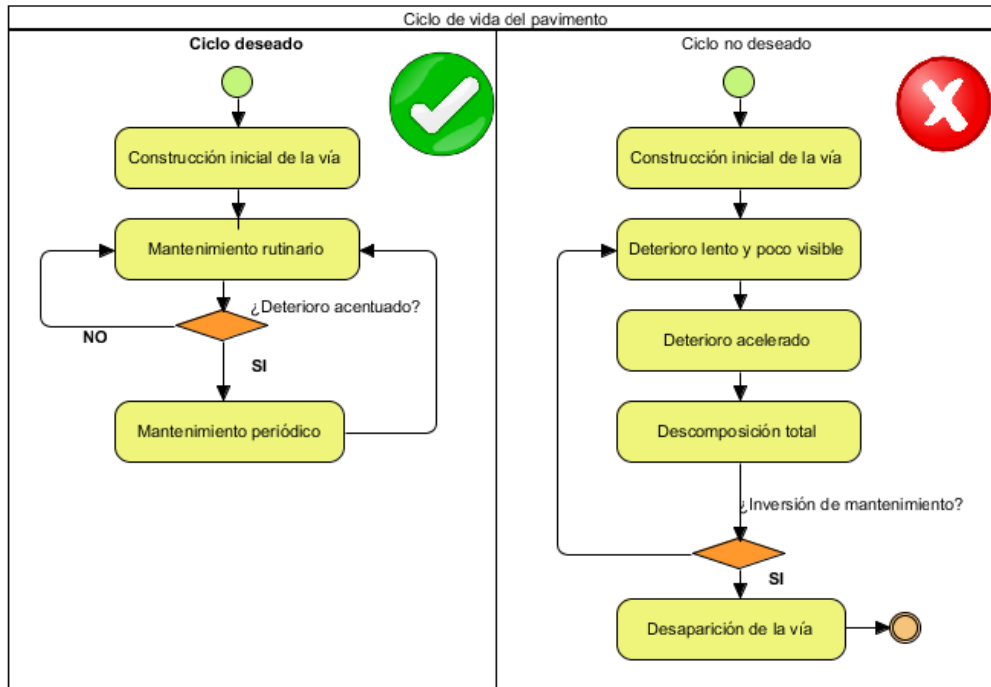 Ciclo de vida del pavimento
Ciclo deseado
Construcción inicial de la vía
Mantenimiento rutinario
¿Deterioro acentuado?
NO
SI
Mantenimiento periódico
Ciclo no deseado
Construcción inicial de la vía
Deterioro lento y poco visible
Deterioro acelerado
Descomposición total
¿Inversión de mantenimiento?
SI
Desaparición de la vía